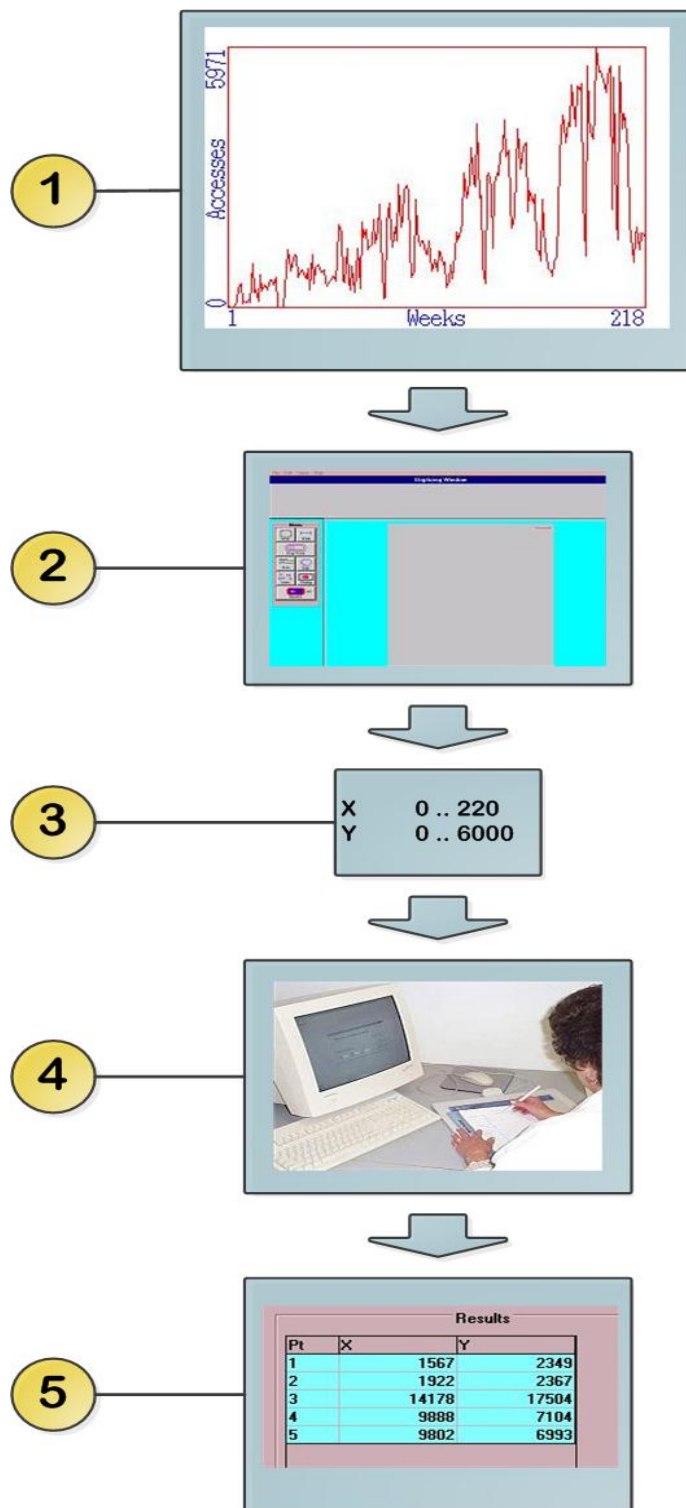 5971
Accesses
0
1 Weeks 218
1
Digitizing Window
2
3
X 0 .. 220
Y 0 .. 6000
4
Results
Pt X Y
1 1567 2349
2 1922 2367
3 14178 17504
4 9888 7104
5 9802 6993
5